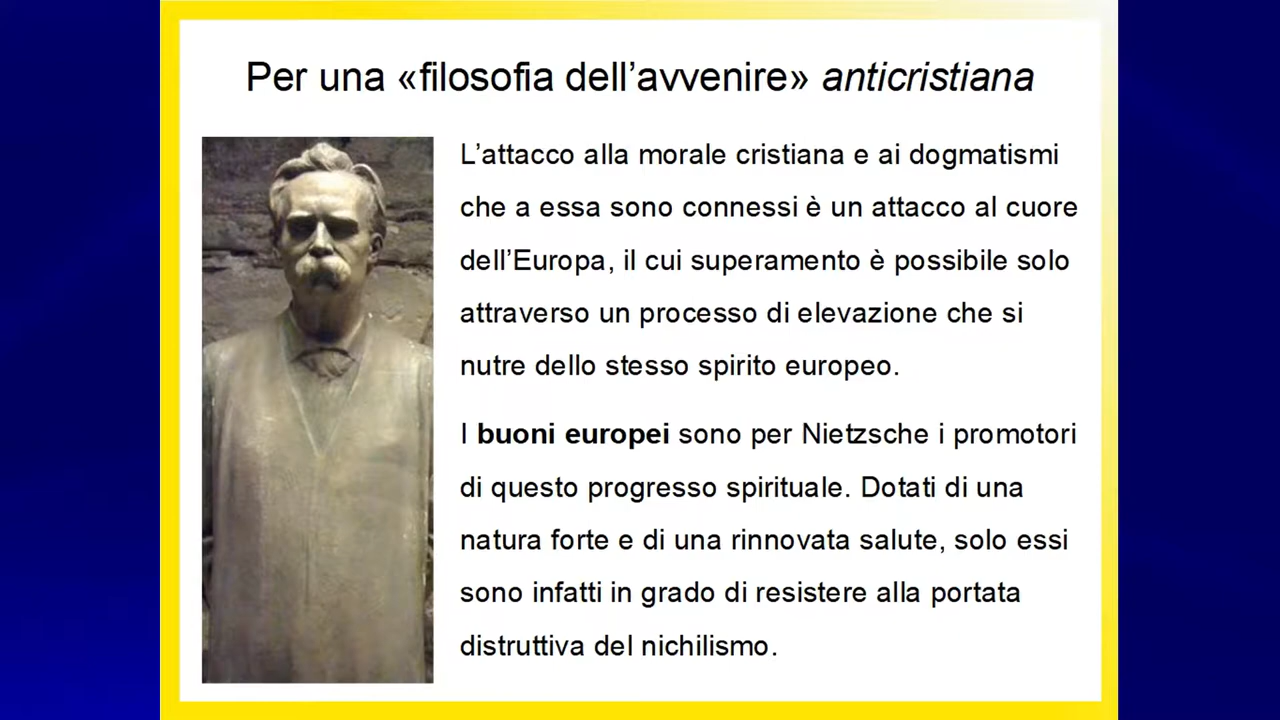 Per una «filosofia dell’avvenire» anticristiana
L’attacco alla morale cristiana e ai dogmatismi
che a essa sono connessi è un attacco al cuore
dell’Europa, il cui superamento è possibile solo
attraverso un processo di elevazione che si
nutre dello stesso spirito europeo.
I buoni europei sono per Nietzsche i promotori
di questo progresso spirituale. Dotati di una
natura forte e di una rinnovata salute, solo essi
sono infatti in grado di resistere alla portata
distruttiva del nichilismo.